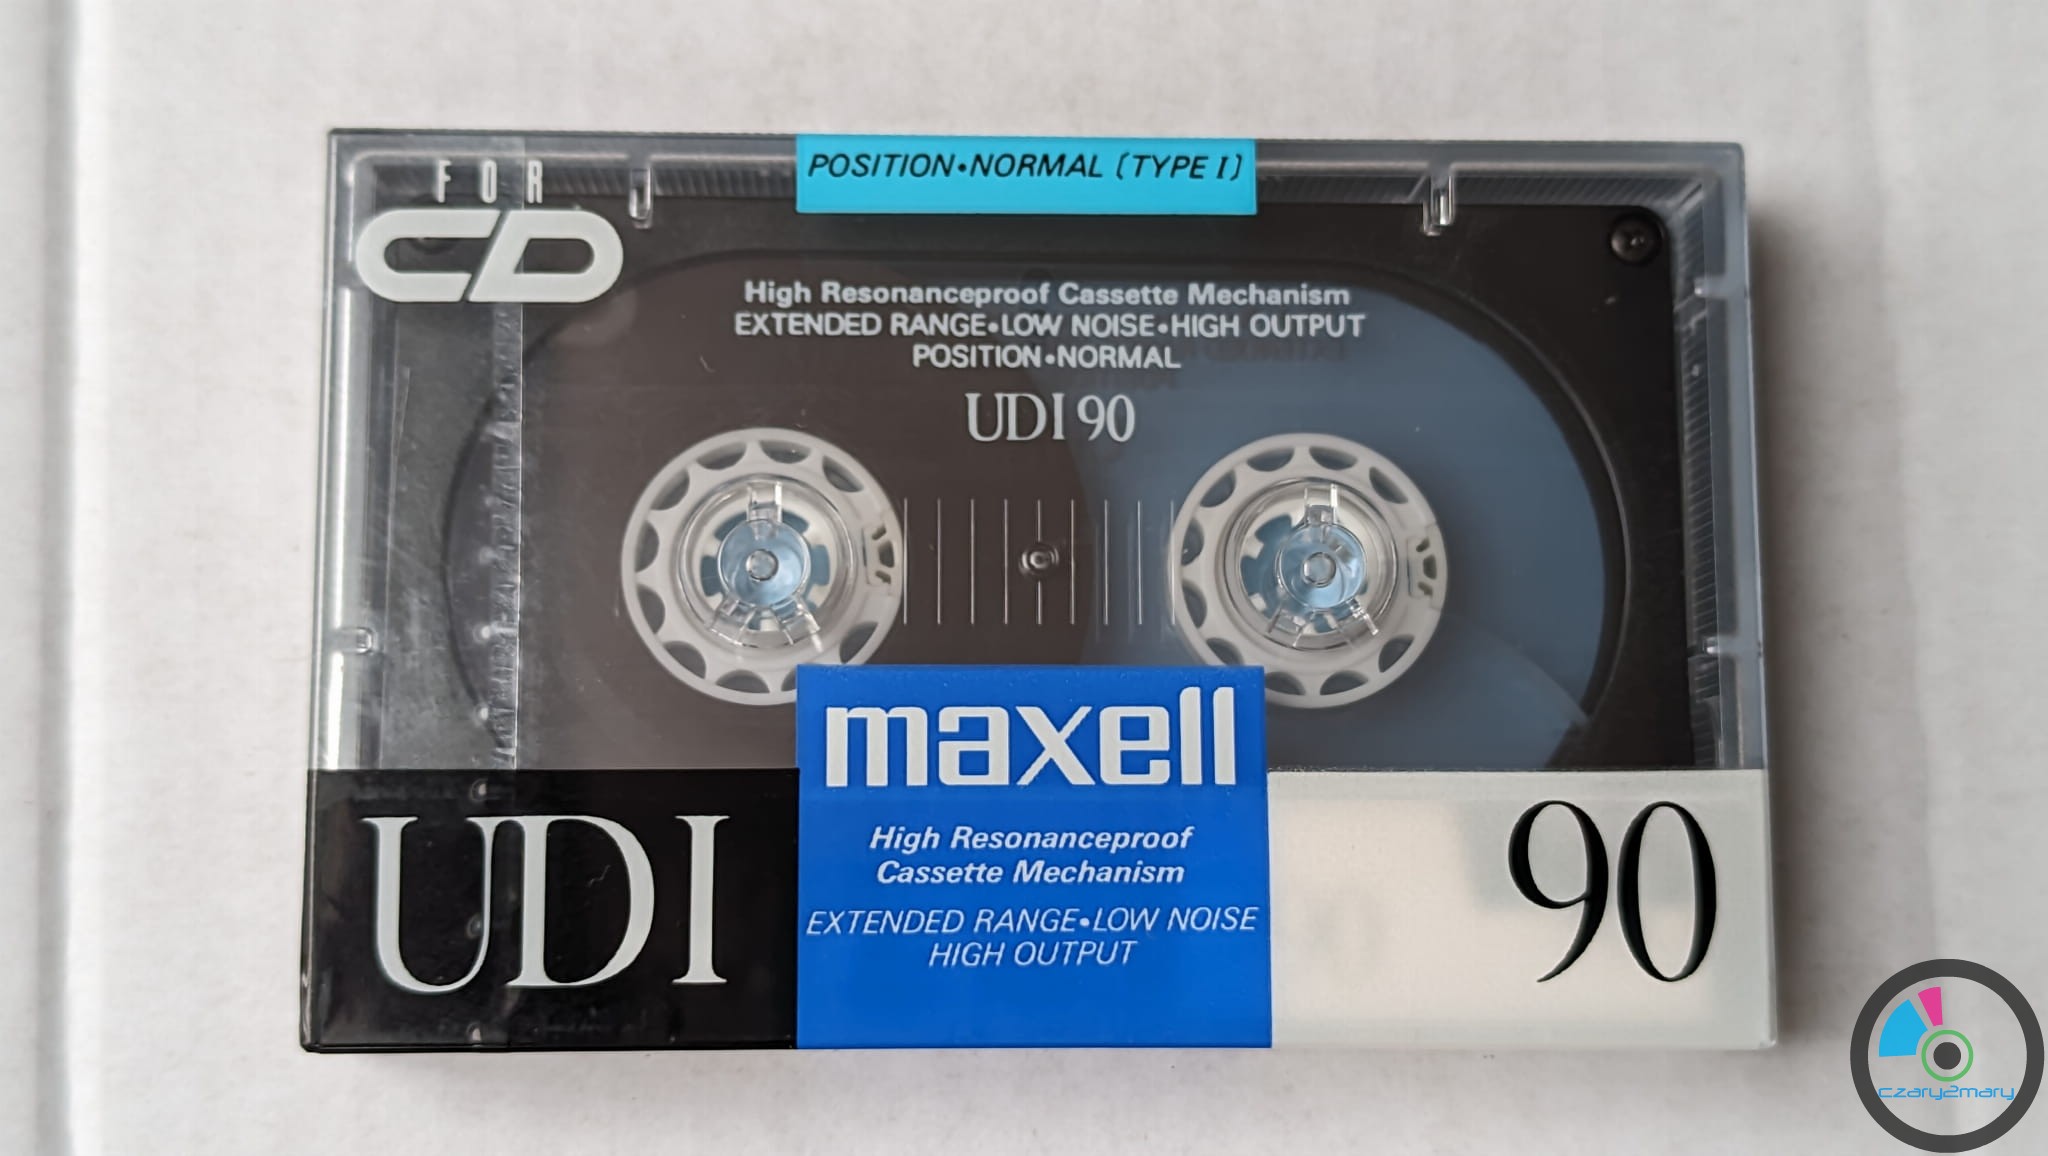 POSITION•NORMAL (TYPE I)
FOR
CD
High Resonanceproof Cassette Mechanism
EXTENDED RANGE•LOW NOISE•HIGH OUTPUT
POSITION•NORMAL
UDI 90
maxell
UDI
High Resonanceproof
Cassette Mechanism
EXTENDED RANGE•LOW NOISE
HIGH OUTPUT
90
czary2mary